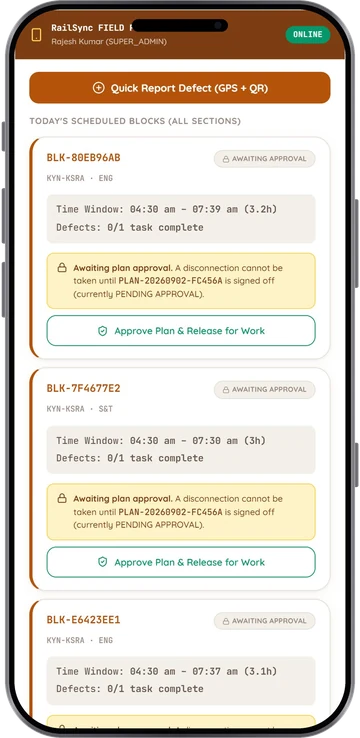 RailSync FIELD
Rajesh Kumar (SUPER_ADMIN)
ONLINE
Quick Report Defect (GPS + QR)
TODAY'S SCHEDULED BLOCKS (ALL SECTIONS)
BLK-80EB96AB
AWAITING APPROVAL
KYN-KSRA · ENG
Time Window: 04:30 am – 07:39 am (3.2h)
Defects: 0/1 task complete
Awaiting plan approval. A disconnection cannot be
taken until PLAN-20260902-FC456A is signed off
(currently PENDING APPROVAL).
Approve Plan & Release for Work
BLK-7F4677E2
AWAITING APPROVAL
KYN-KSRA · S&T
Time Window: 04:30 am – 07:30 am (3h)
Defects: 0/1 task complete
Awaiting plan approval. A disconnection cannot be
taken until PLAN-20260902-FC456A is signed off
(currently PENDING APPROVAL).
Approve Plan & Release for Work
BLK-E6423EE1
AWAITING APPROVAL
KYN-KSRA · ENG
Time Window: 04:30 am – 07:37 am (3.1h)
Defects: 0/1 task complete